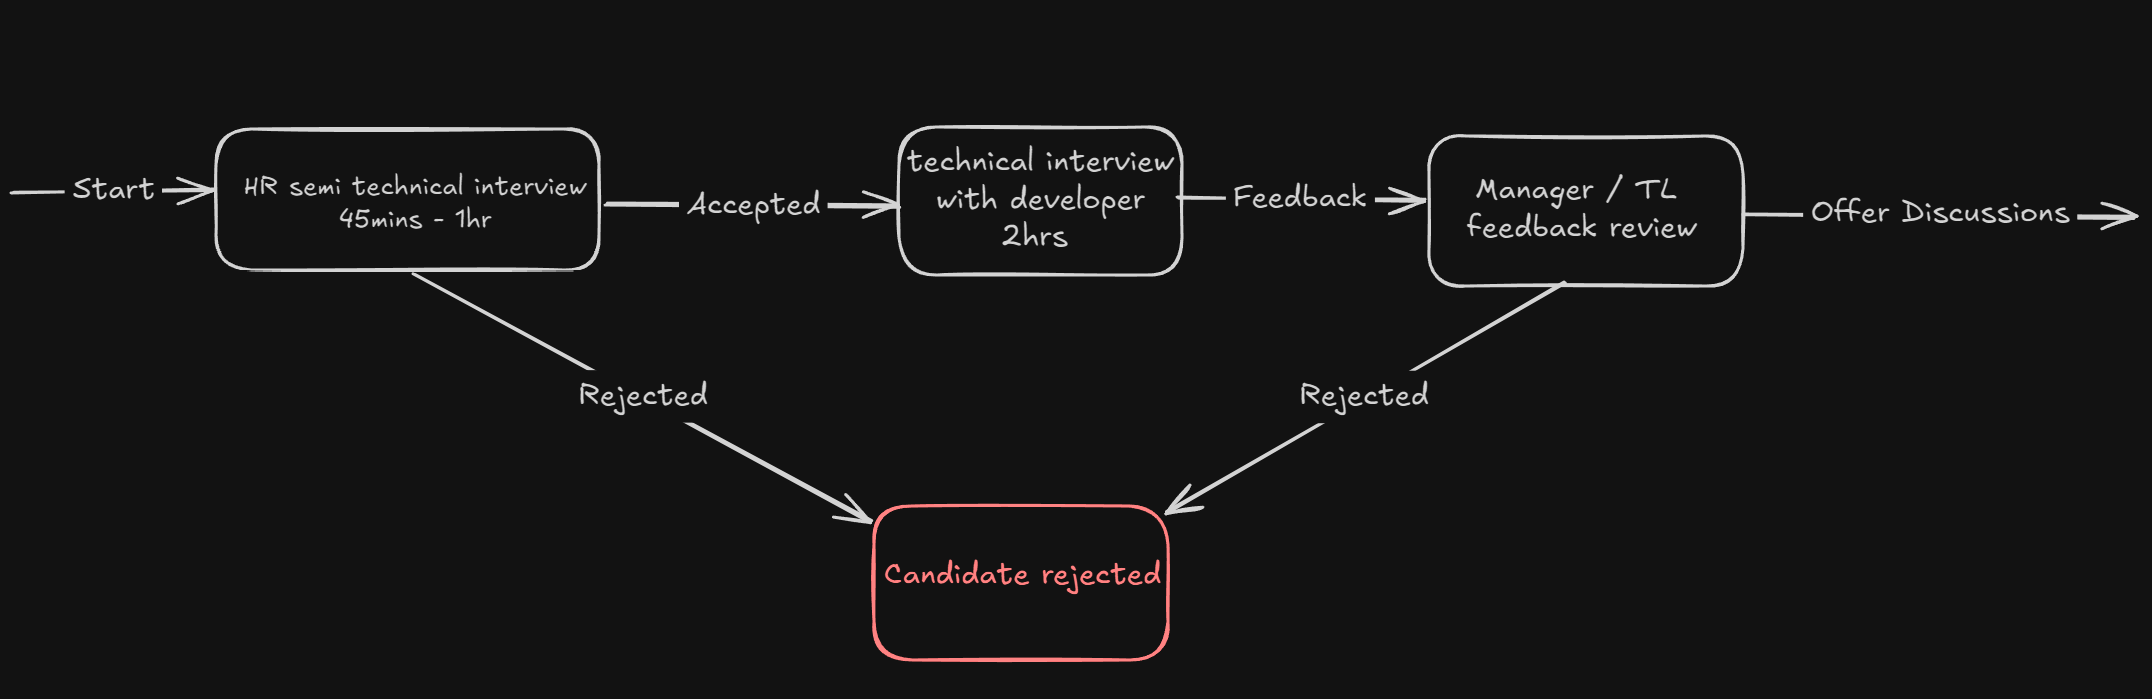 Start
HR semi technical interview
45mins - 1hr
Accepted
technical interview
with developer
2hrs
Feedback
Manager / TL
feedback review
Offer Discussions
Rejected
Rejected
Candidate rejected